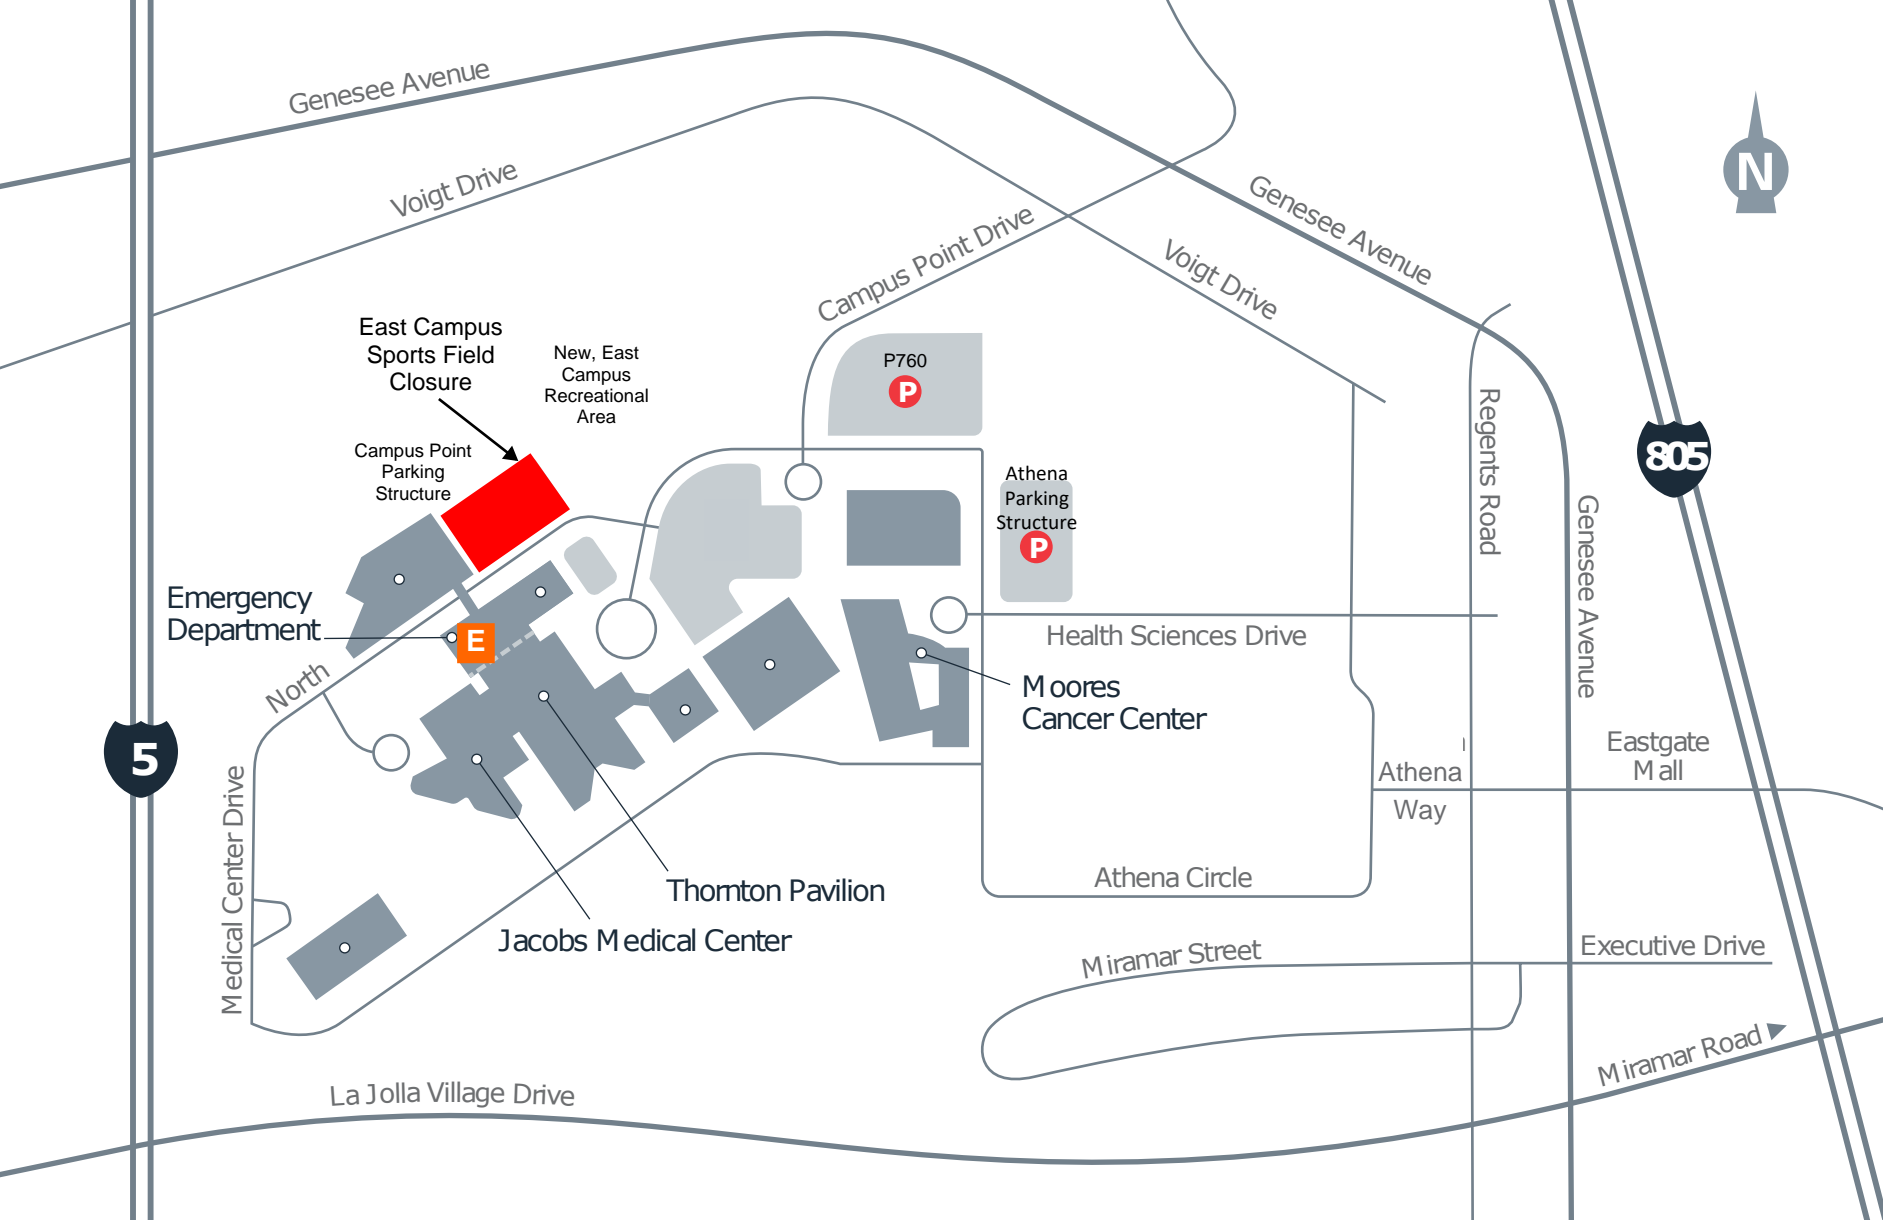 Genesee Avenue
Voigt Drive
N
Genesee Avenue
Campus Point Drive
Voigt Drive
East Campus
Sports Field
Closure
New, East
Campus
Recreational
Area
P760
P
Campus Point
Parking
Structure
Athena
Parking
Structure
P
Regents Road
805
Genesee Avenue
Emergency
Department
E
Health Sciences Drive
North
Moores
Cancer Center
5
Medical Center Drive
Eastgate
Mall
Athena
Way
Thornton Pavilion
Athena Circle
Jacobs Medical Center
Miramar Street
Executive Drive
Miramar Road
La Jolla Village Drive